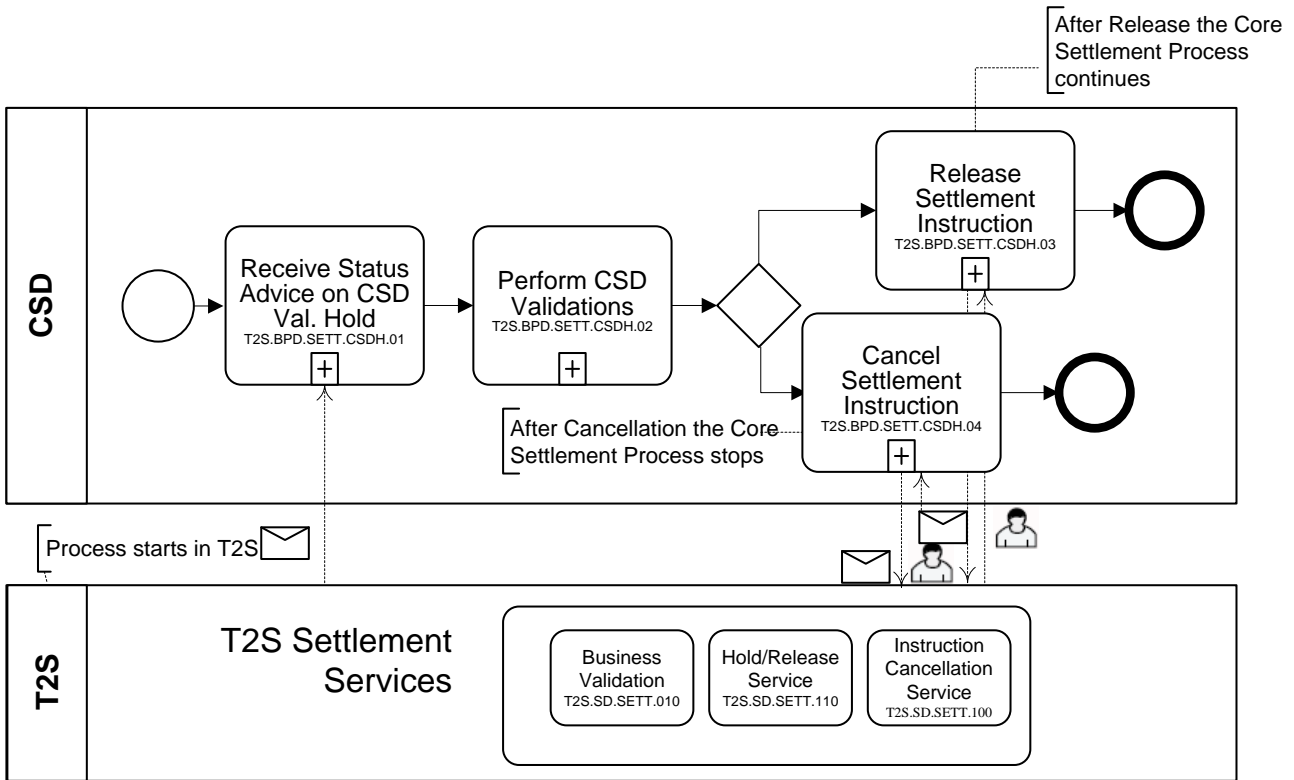 After Release the Core
Settlement Process
continues
CSD
Receive Status
Advice on CSD
Val. Hold
T2S.BPD.SETT.CSDH.01
Perform CSD
Validations
T2S.BPD.SETT.CSDH.02
Release
Settlement
Instruction
T2S.BPD.SETT.CSDH.03
Cancel
Settlement
Instruction
T2S.BPD.SETT.CSDH.04
After Cancellation the Core
Settlement Process stops
Process starts in T2S
T2S
T2S Settlement
Services
Business
Validation
T2S.SD.SETT.010
Hold/Release
Service
T2S.SD.SETT.110
Instruction
Cancellation
Service
T2S.SD.SETT.100